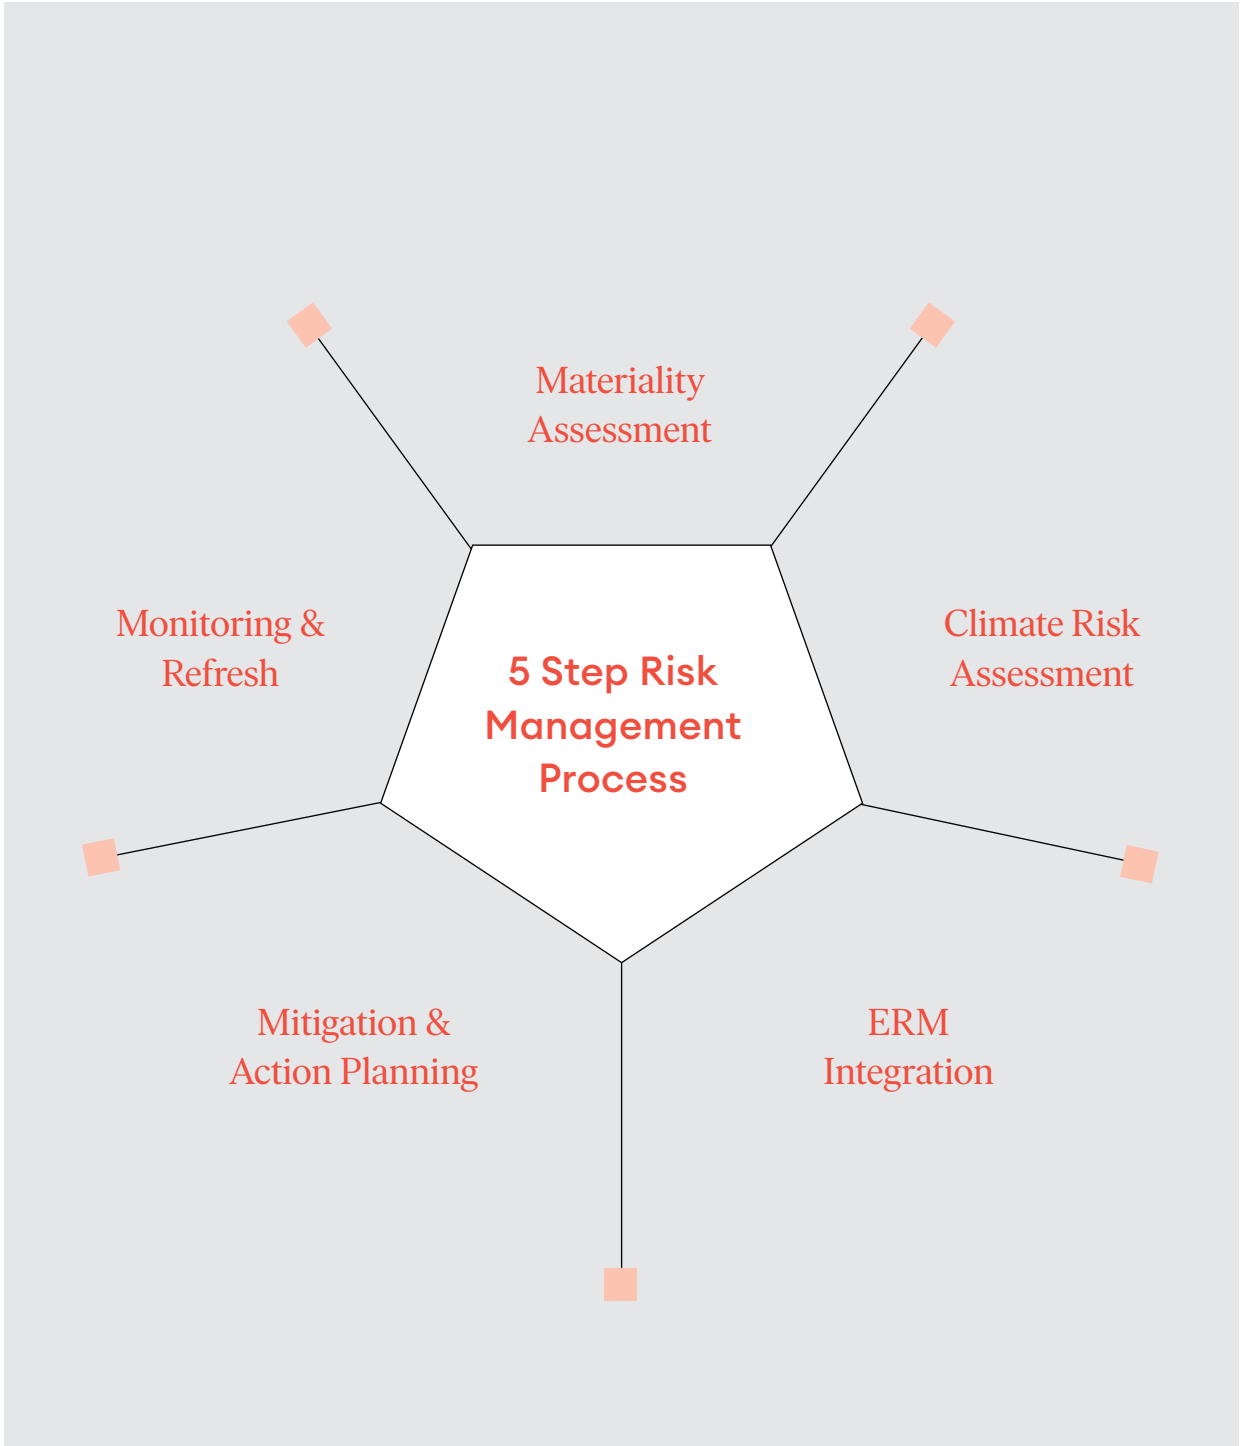 Materiality
Assessment
Climate Risk
Assessment
ERM
Integration
Mitigation &
Action Planning
Monitoring &
Refresh
5 Step Risk
Management
Process